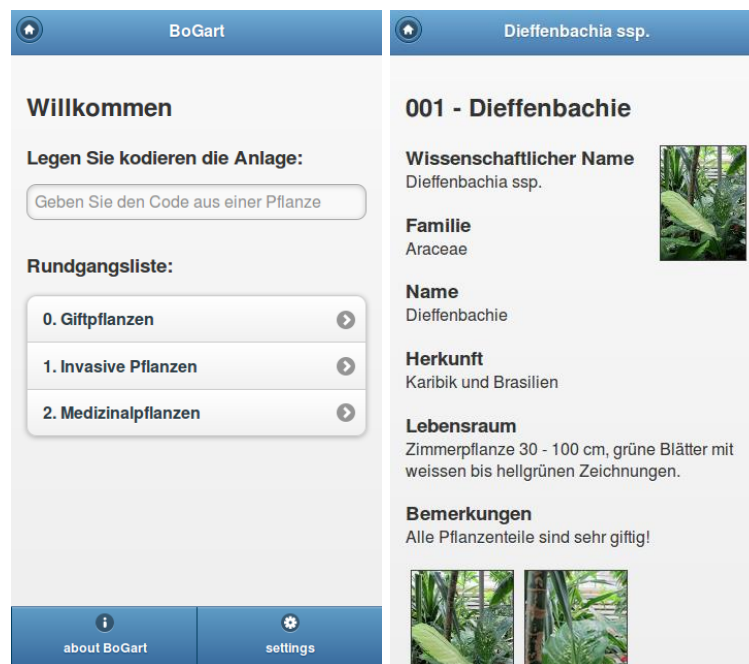 BoGart
Willkommen
Legen Sie kodieren die Anlage:
Geben Sie den Code aus einer Pflanze
Rundgangsliste:
0. Giftpflanzen
1. Invasive Pflanzen
2. Medizinalpflanzen
about BoGart
settings
Dieffenbachia ssp.
001 - Dieffenbachie
Wissenschaftlicher Name
Dieffenbachia ssp.
Familie
Araceae
Name
Dieffenbachie
Herkunft
Karibik und Brasilien
Lebensraum
Zimmerpflanze 30 - 100 cm, grüne Blätter mit
weissen bis hellgrünen Zeichnungen.
Bemerkungen
Alle Pflanzenteile sind sehr giftig!